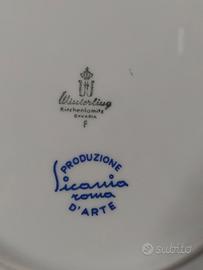 Winterling
Kirchenlamitz
BAVARIA
F
PRODUZIONE
Sicania
roma
D'ARTE
subito